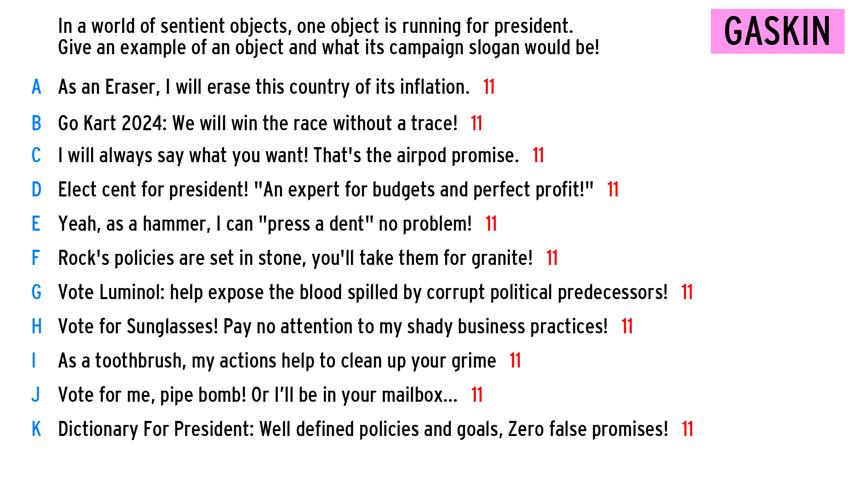 In a world of sentient objects, one object is running for president.
Give an example of an object and what its campaign slogan would be!
GASKIN
A As an Eraser, I will erase this country of its inflation. 11
B Go Kart 2024: We will win the race without a trace! 11
C I will always say what you want! That's the airpod promise. 11
D Elect cent for president! "An expert for budgets and perfect profit!" 11
E Yeah, as a hammer, I can "press a dent" no problem! 11
F Rock's policies are set in stone, you'll take them for granite! 11
G Vote Luminol: help expose the blood spilled by corrupt political predecessors! 11
H Vote for Sunglasses! Pay no attention to my shady business practices! 11
I As a toothbrush, my actions help to clean up your grime 11
J Vote for me, pipe bomb! Or I’ll be in your mailbox... 11
K Dictionary For President: Well defined policies and goals, Zero false promises! 11